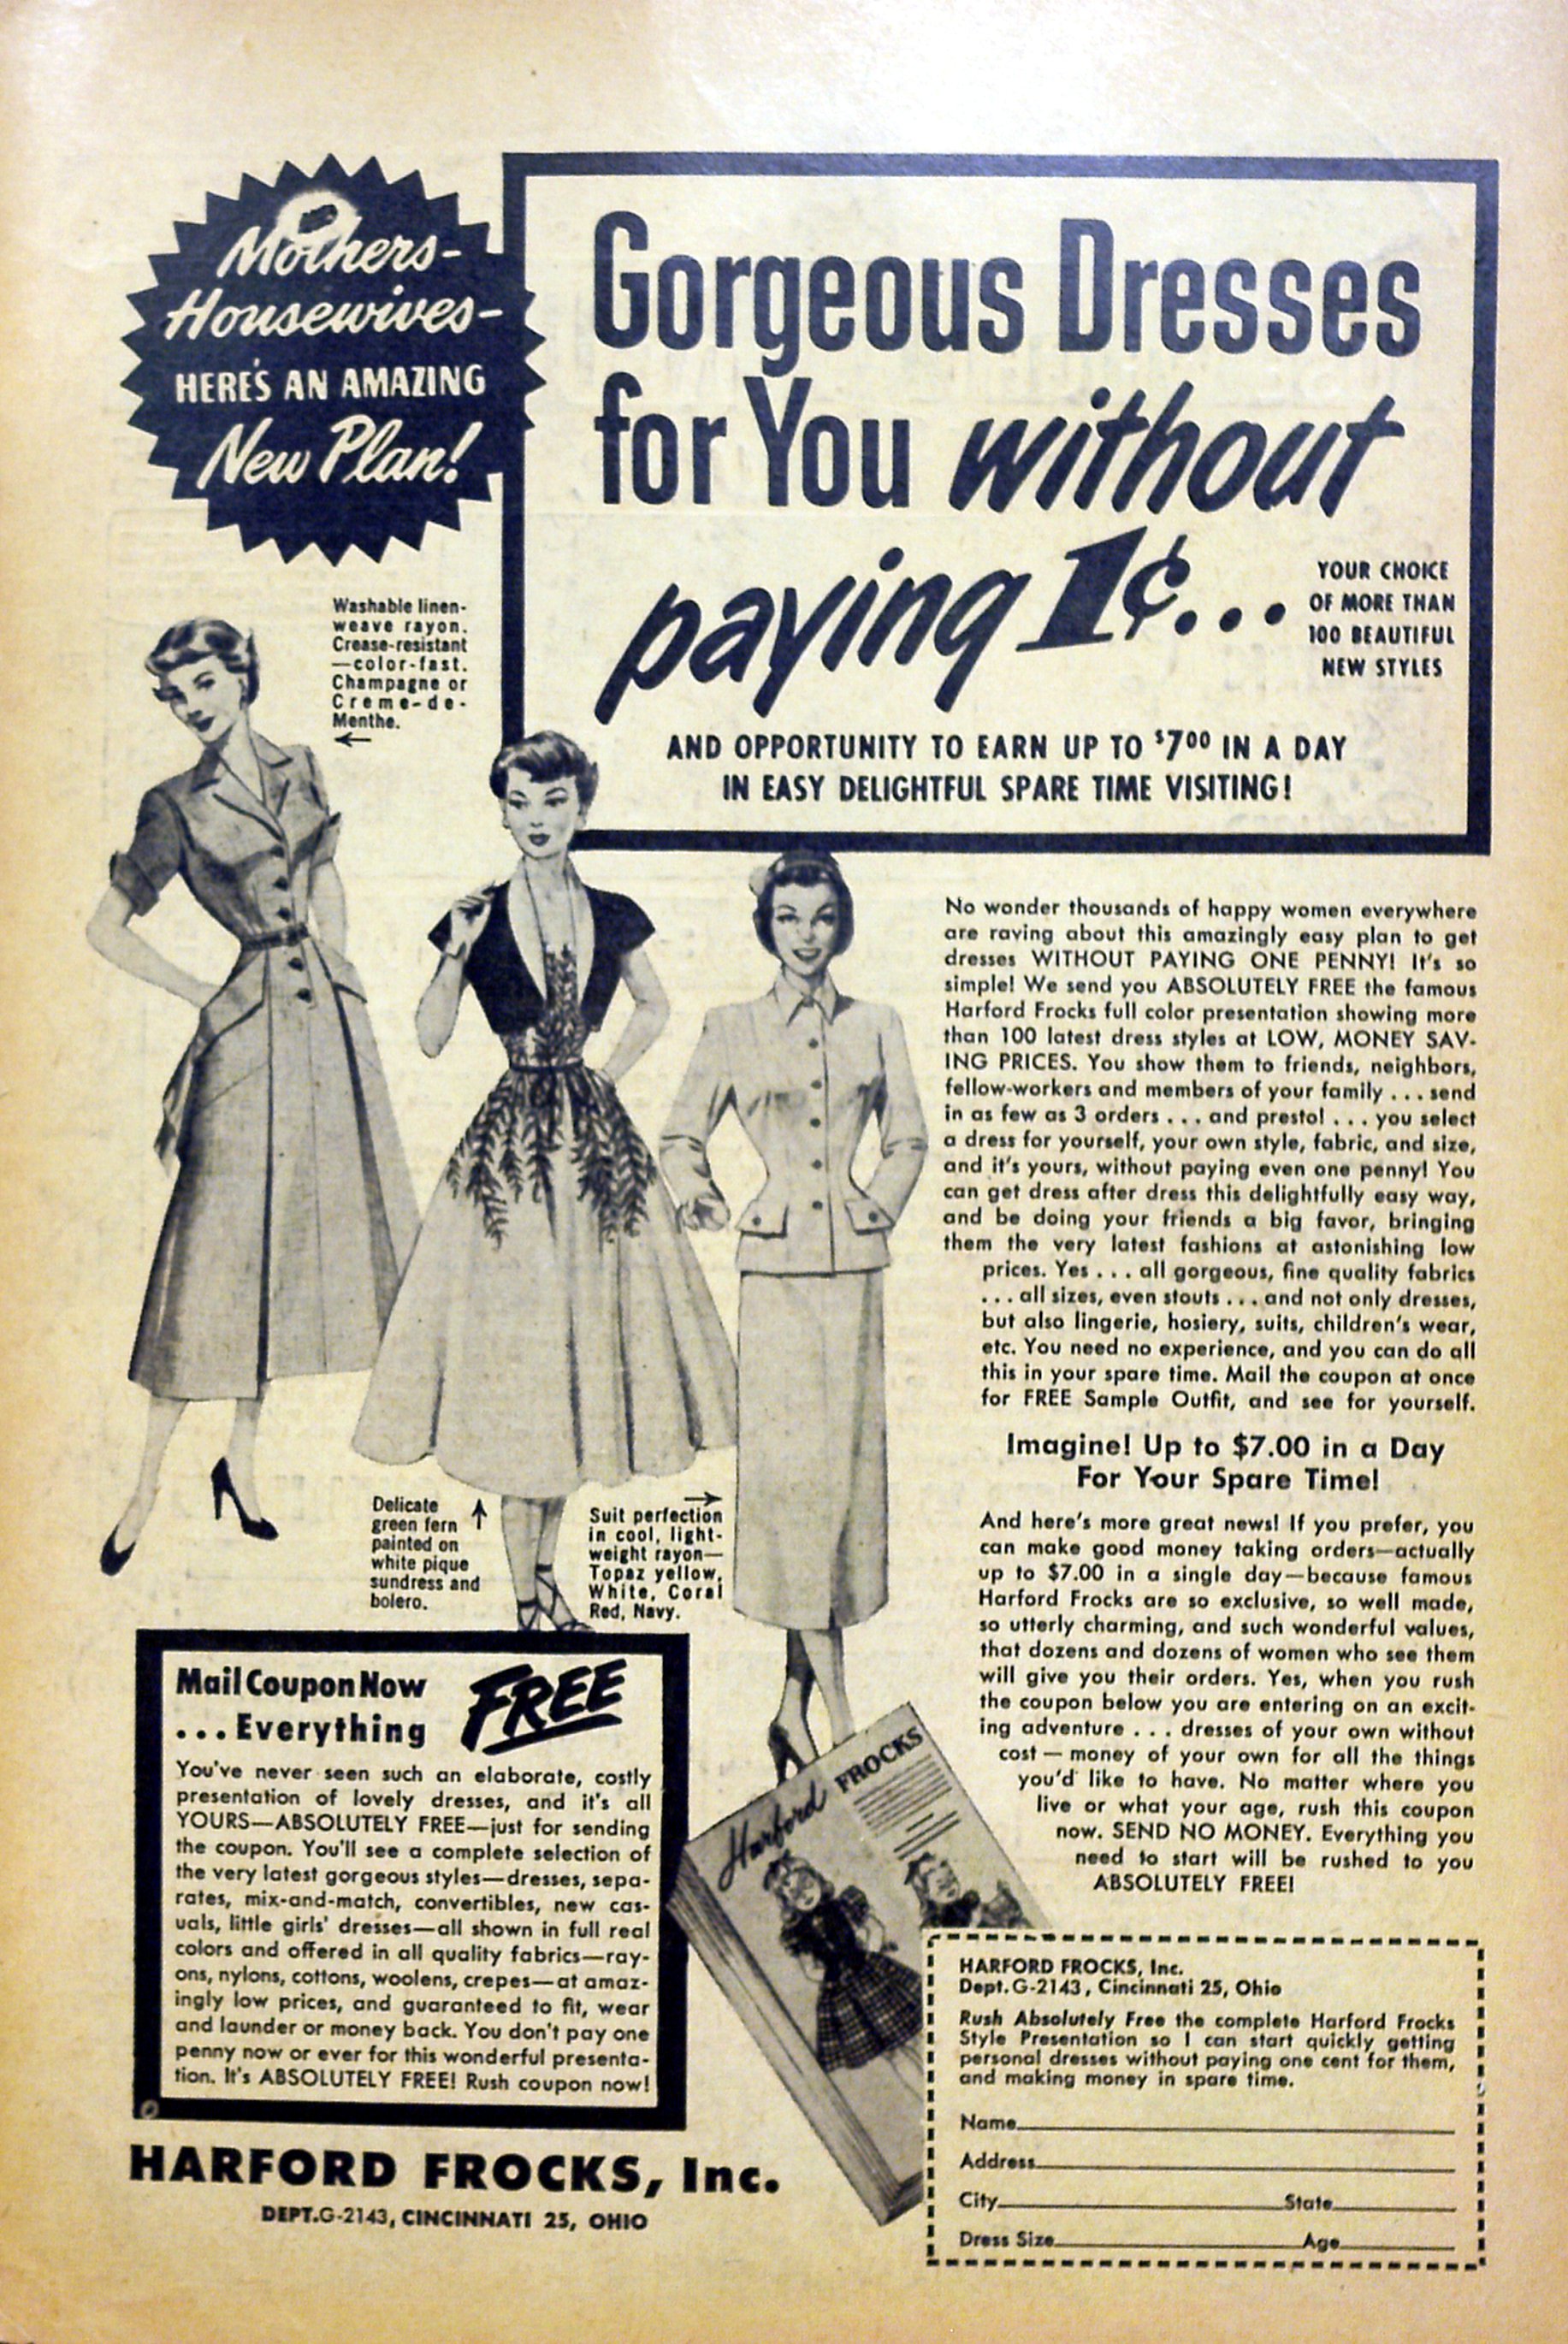 Mothers-
Housewives-
HERE'S AN AMAZING
New Plan!
Gorgeous Dresses
for You without
paying 1¢...
YOUR CHOICE
OF MORE THAN
100 BEAUTIFUL
NEW STYLES
AND OPPORTUNITY TO EARN UP TO $7.00 IN A DAY
IN EASY DELIGHTFUL SPARE TIME VISITING!
Washable linen-
weave rayon.
Crease-resistant
—color-fast.
Champagne or
Creme-de-
Menthe.
No wonder thousands of happy women everywhere
are raving about this amazingly easy plan to get
dresses WITHOUT PAYING ONE PENNY! It's so
simple! We send you ABSOLUTELY FREE the famous
Harford Frocks full color presentation showing more
than 100 latest dress styles at LOW, MONEY SAV-
ING PRICES. You show them to friends, neighbors,
fellow-workers and members of your family . . . send
in as few as 3 orders . . . and presto! . . . you select
a dress for yourself, your own style, fabric, and size,
and it's yours, without paying even one penny! You
can get dress after dress this delightfully easy way,
and be doing your friends a big favor, bringing
them the very latest fashions at astonishing low
prices. Yes . . . all gorgeous, fine quality fabrics
. . . all sizes, even stouts . . . and not only dresses,
but also lingerie, hosiery, suits, children's wear,
etc. You need no experience, and you can do all
this in your spare time. Mail the coupon at once
for FREE Sample Outfit, and see for yourself.
Imagine! Up to $7.00 in a Day
For Your Spare Time!
And here's more great news! If you prefer, you
can make good money taking orders—actually
up to $7.00 in a single day—because famous
Harford Frocks are so exclusive, so well made,
so utterly charming, and such wonderful values,
that dozens and dozens of women who see them
will give you their orders. Yes, when you rush
the coupon below you are entering on an excit-
ing adventure . . . dresses of your own without
cost — money of your own for all the things
you'd like to have. No matter where you
live or what your age, rush this coupon
now. SEND NO MONEY. Everything you
need to start will be rushed to you
ABSOLUTELY FREE!
Delicate
green fern
painted on
white pique
sundress and
bolero.
Suit perfection
in cool, light-
weight rayon—
Topaz yellow,
White, Coral
Red, Navy.
Mail Coupon Now
. . . Everything
FREE
You've never seen such an elaborate, costly
presentation of lovely dresses, and it's all
YOURS—ABSOLUTELY FREE—just for sending
the coupon. You'll see a complete selection of
the very latest gorgeous styles—dresses, sepa-
rates, mix-and-match, convertibles, new cas-
uals, little girls' dresses—all shown in full real
colors and offered in all quality fabrics—ray-
ons, nylons, cottons, woolens, crepes—at amaz-
ingly low prices, and guaranteed to fit, wear
and launder or money back. You don't pay one
penny now or ever for this wonderful presenta-
tion. It's ABSOLUTELY FREE! Rush coupon now!
Harford FROCKS
HARFORD FROCKS, Inc.
DEPT.G-2143, CINCINNATI 25, OHIO
HARFORD FROCKS, Inc.
Dept.G-2143, Cincinnati 25, Ohio
Rush Absolutely Free the complete Harford Frocks
Style Presentation so I can start quickly getting
personal dresses without paying one cent for them,
and making money in spare time.
Name
Address
City State
Dress Size Age